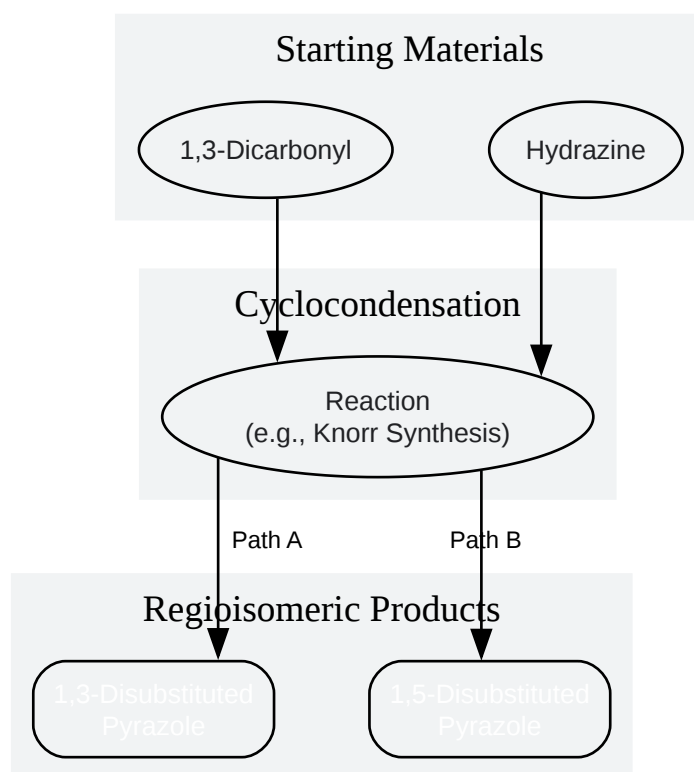 Starting Materials
1,3-Dicarbonyl
Hydrazine
Cyclocondensation
Reaction
(e.g., Knorr Synthesis)
Path A
Path B
Regioisomeric Products
1,3-Disubstituted
Pyrazole
1,5-Disubstituted
Pyrazole